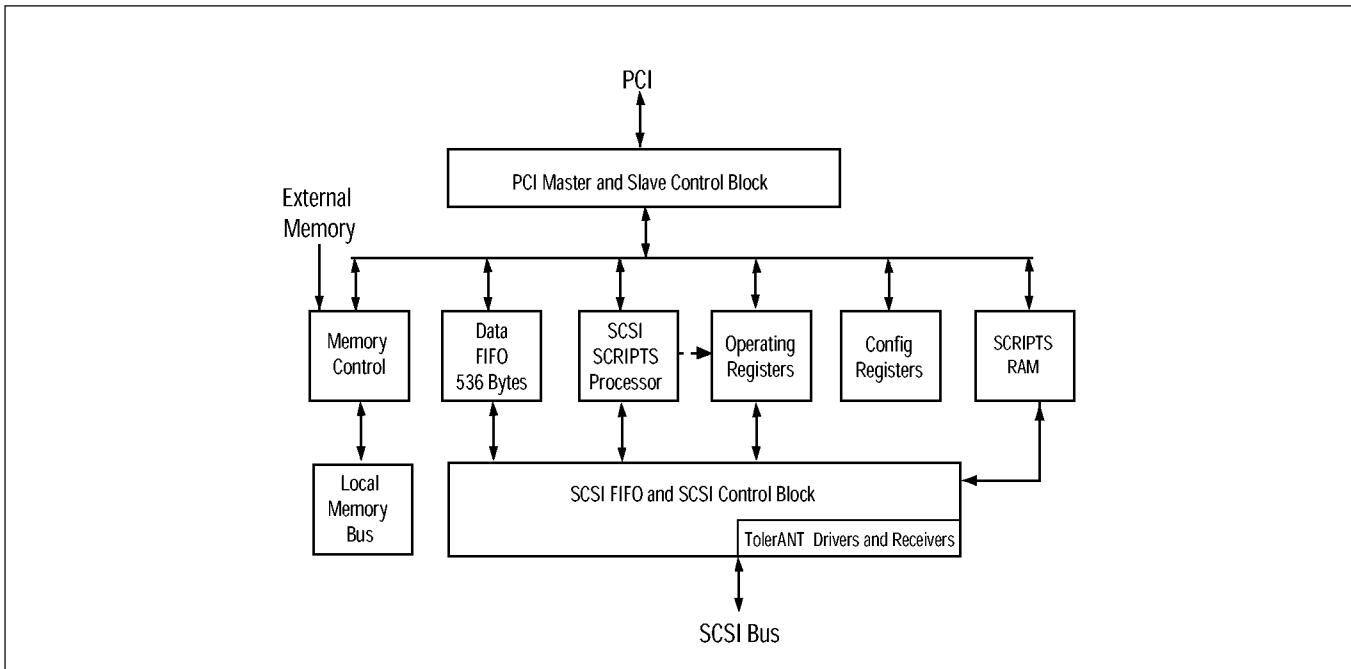 PCI
PCI Master and Slave Control Block
External
Memory
Memory
Control
Data
FIFO
536 Bytes
SCSI
SCRIPTS
Processor
Operating
Registers
Config
Registers
SCRIPTS
RAM
Local
Memory
Bus
SCSI FIFO and SCSI Control Block
TolerANT Drivers and Receivers
SCSI Bus